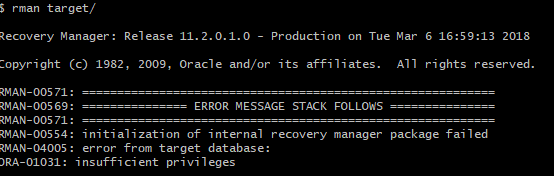 $ rman target/
Recovery Manager: Release 11.2.0.1.0 - Production on Tue Mar 6 16:59:13 2018
Copyright (c) 1982, 2009, Oracle and/or its affiliates.  All rights reserved.
RMAN-00571: ===========================================================
RMAN-00569: =============== ERROR MESSAGE STACK FOLLOWS ===============
RMAN-00571: ===========================================================
RMAN-00554: initialization of internal recovery manager package failed
RMAN-04005: error from target database:
ORA-01031: insufficient privileges